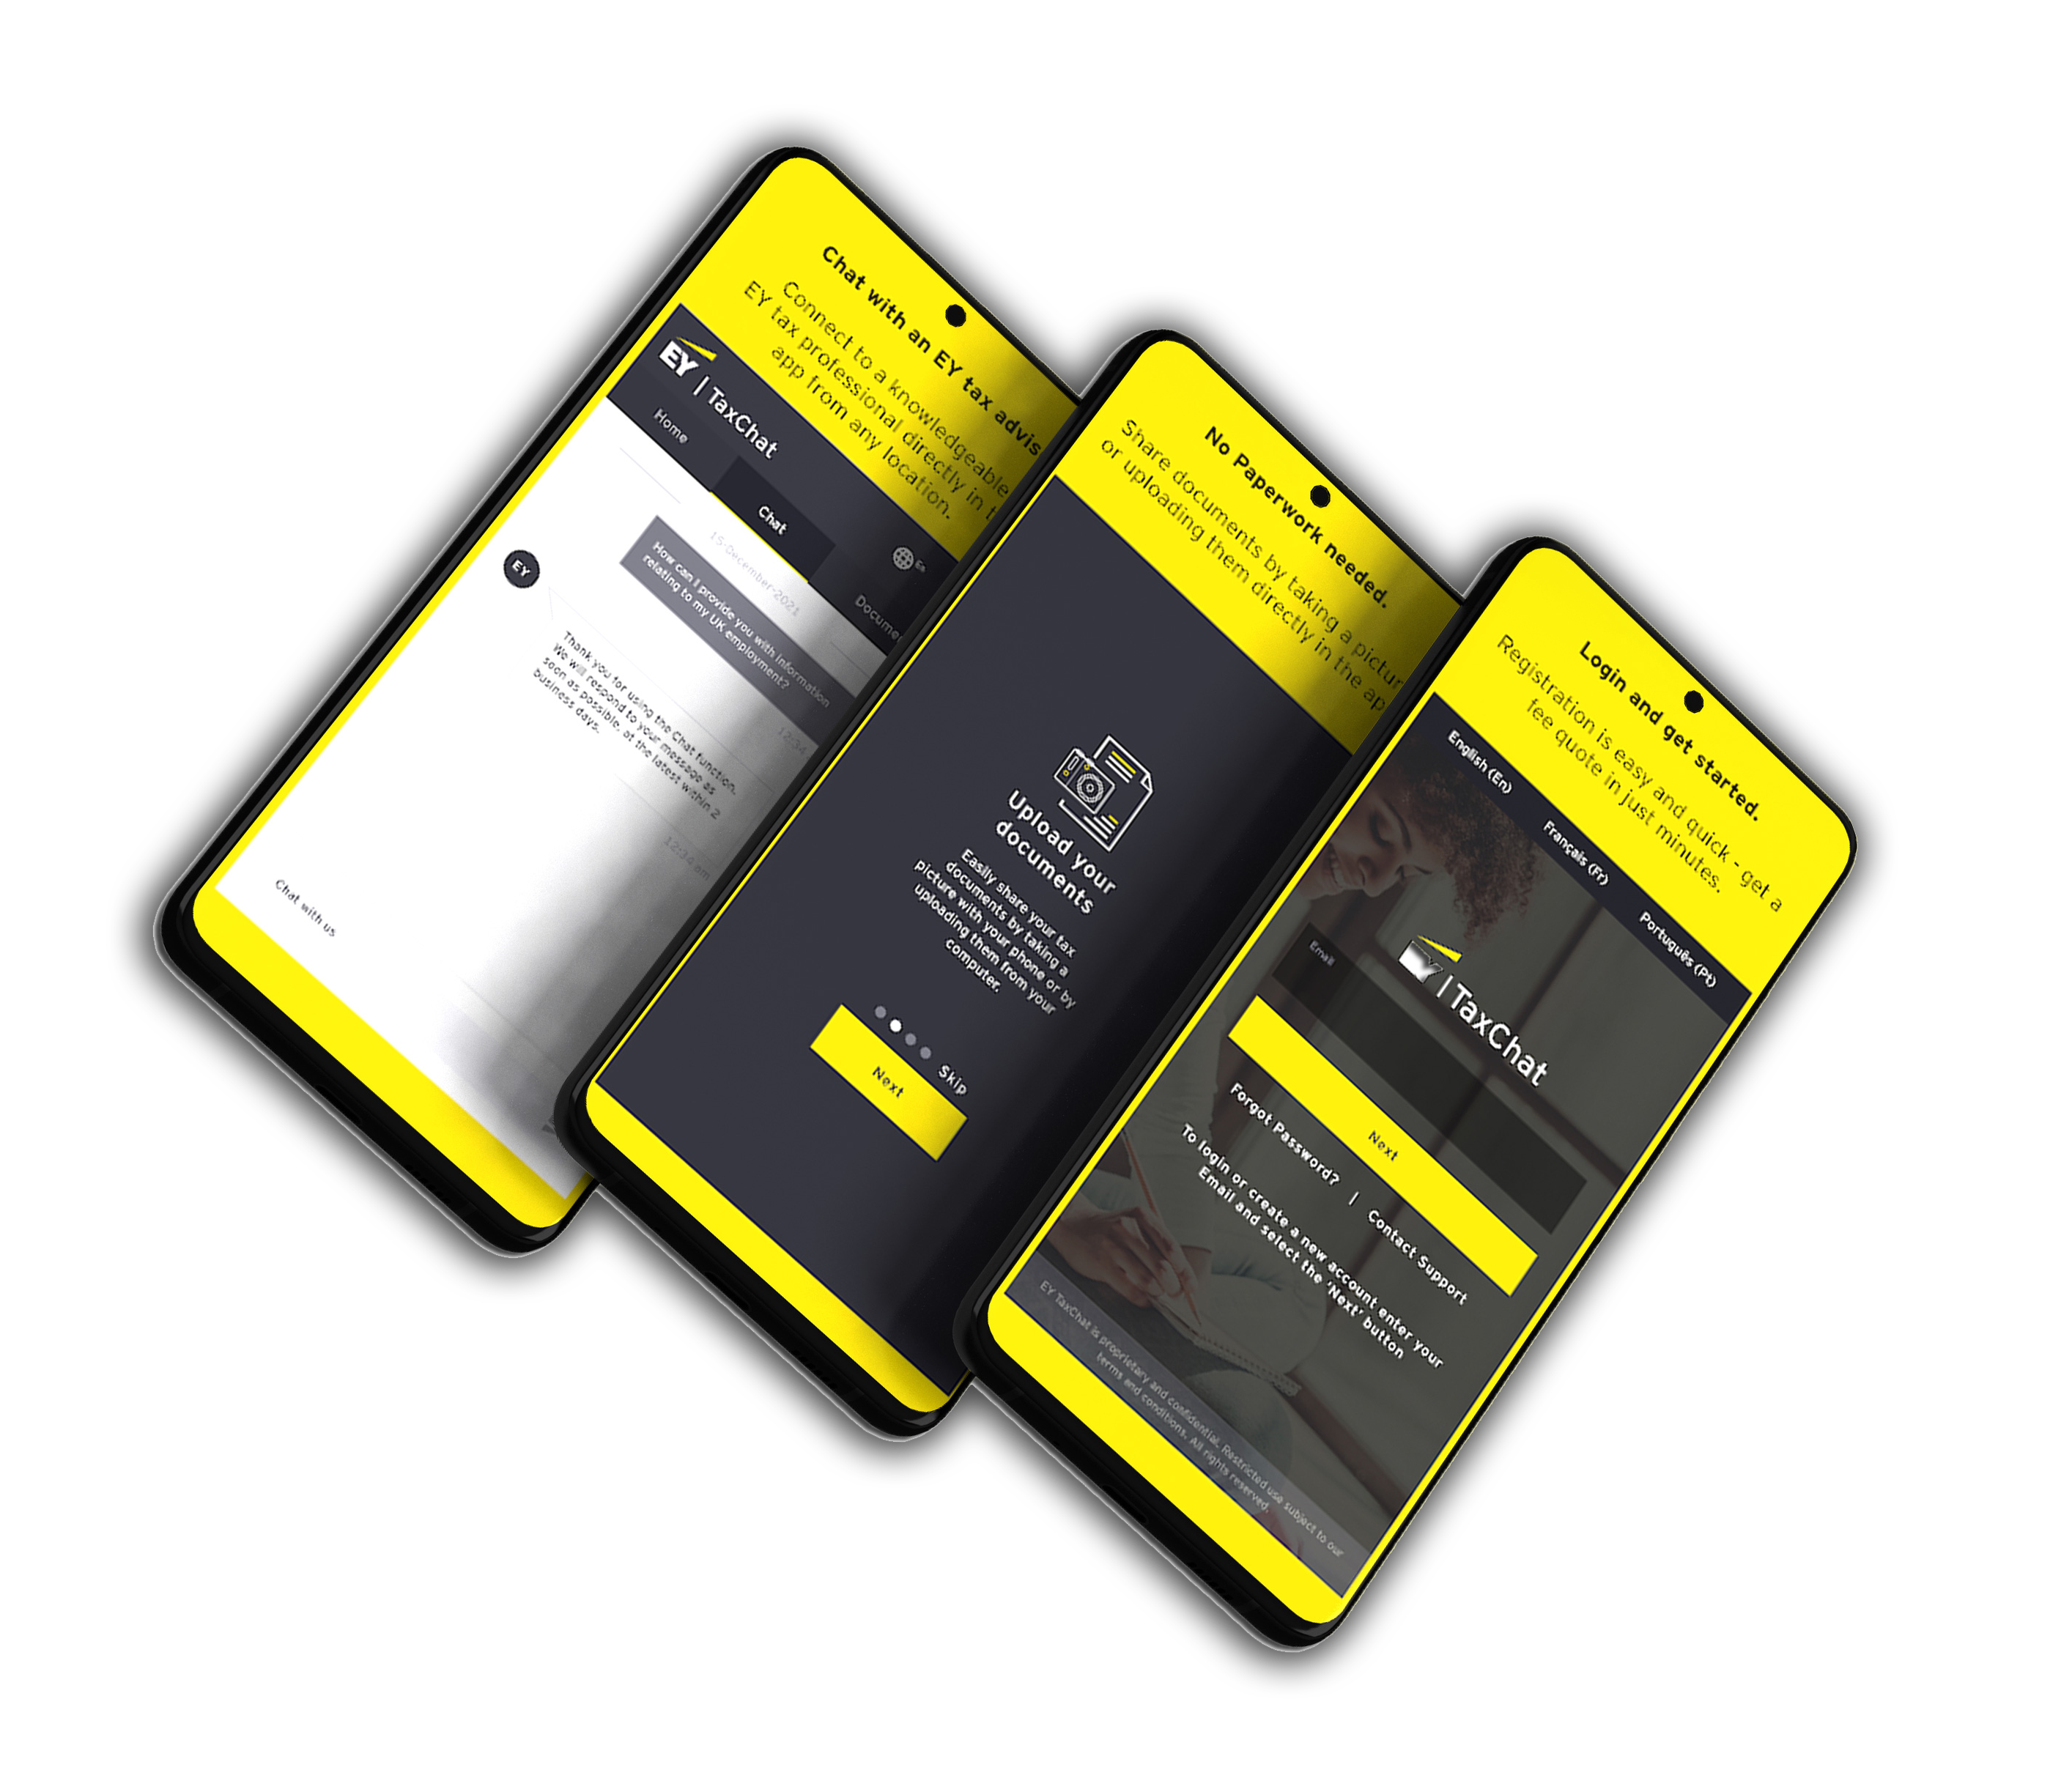 Chat with an EY tax advis
Connect to a knowledgeable
EY tax professional directly in t
app from any location.
EY | TaxChat
En
Home
Chat
Docume
15-December-2021
How can I provide you with information
relating to my UK employment?
12:34
EY
Thank you for using the Chat function.
We will respond to your message as
soon as possible, at the latest within 2
business days.
12:34 am
Chat with us
No Paperwork needed.
Share documents by taking a pictur
or uploading them directly in the ap
Upload your
documents
Easily share your tax
documents by taking a
picture with your phone or by
uploading them from your
computer.
Skip
Next
Login and get started.
Registration is easy and quick - get a
fee quote in just minutes.
English (En)
Français (Fr)
Português (Pt)
EY | TaxChat
Email
Next
Forgot Password? | Contact Support
To login or create a new account enter your
Email and select the 'Next' button
EY TaxChat is proprietary and confidential. Restricted use subject to our
terms and conditions. All rights reserved.